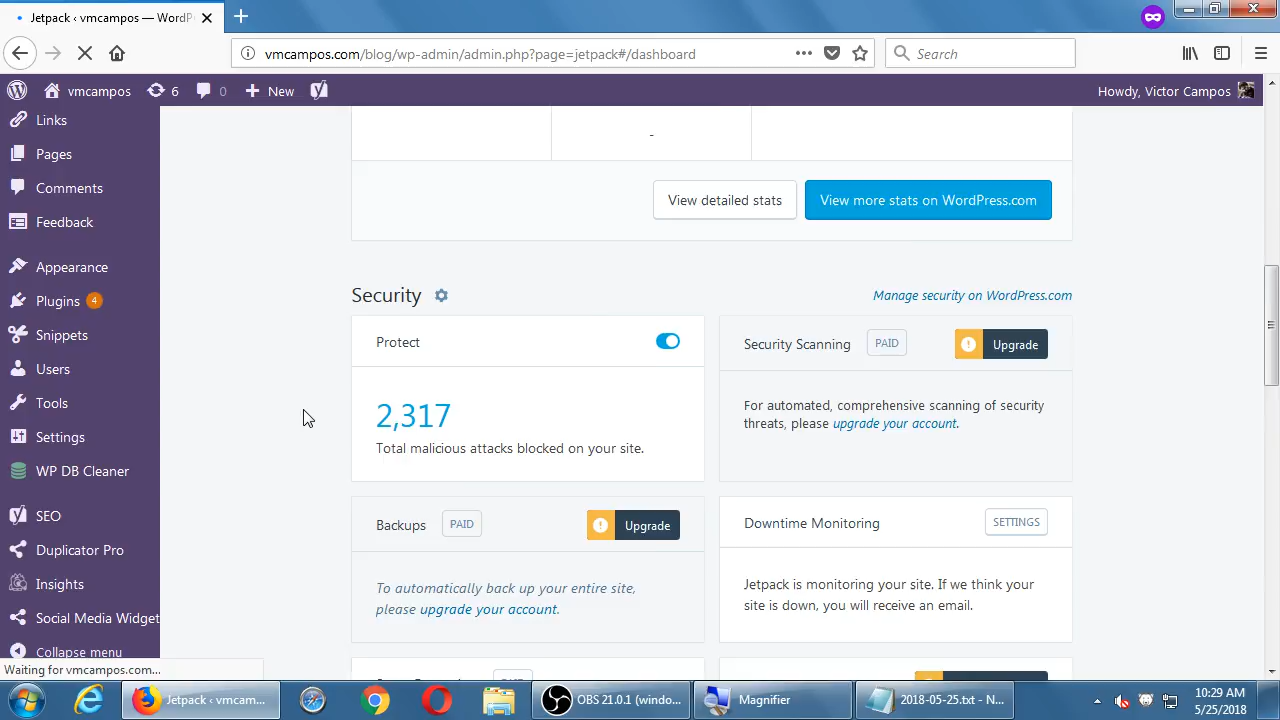 Jetpack ‹ vmcampos — WordP
vmcampos.com/blog/wp-admin/admin.php?page=jetpack#/dashboard
Search
vmcampos
6
0
New
Howdy, Victor Campos
Links
Pages
Comments
Feedback
Appearance
Plugins 4
Snippets
Users
Tools
Settings
WP DB Cleaner
SEO
Duplicator Pro
Insights
Social Media Widget
Collapse menu
-
View detailed stats
View more stats on WordPress.com
Security
Manage security on WordPress.com
Protect
2,317
Total malicious attacks blocked on your site.
Security Scanning PAID Upgrade
For automated, comprehensive scanning of security
threats, please upgrade your account.
Backups PAID Upgrade
To automatically back up your entire site,
please upgrade your account.
Downtime Monitoring SETTINGS
Jetpack is monitoring your site. If we think your
site is down, you will receive an email.
Waiting for vmcampos.com...
Jetpack ‹ vmcam...
OBS 21.0.1 (windo...
Magnifier
2018-05-25.txt - N...
10:29 AM
5/25/2018